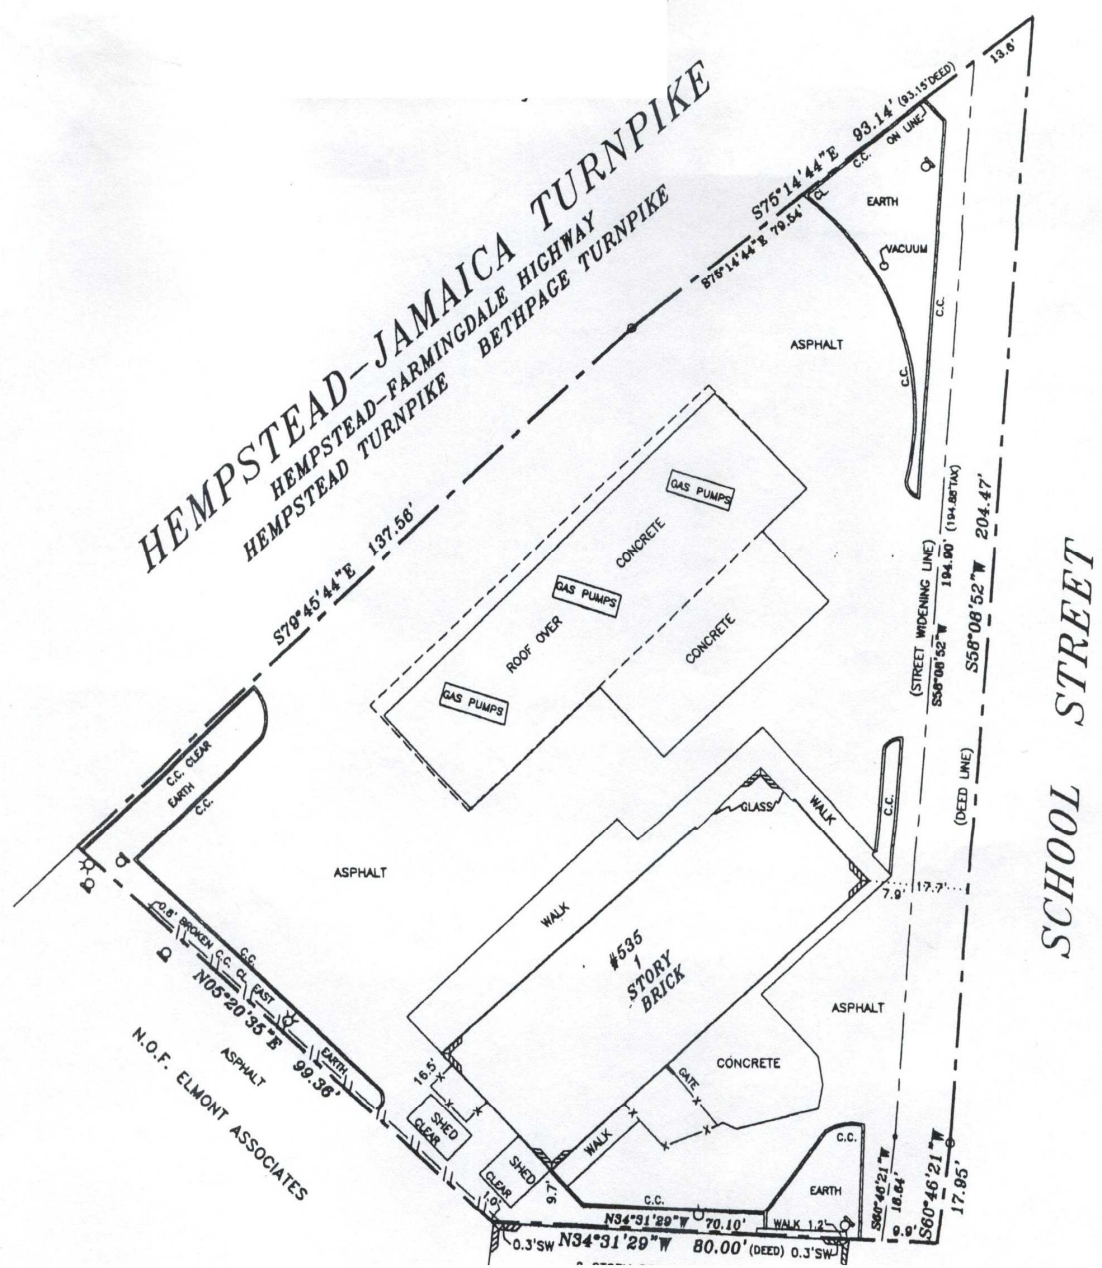 HEMPSTEAD-JAMAICA TURNPIKE
HEMPSTEAD-FARMINGDALE HIGHWAY
HEMPSTEAD TURNPIKE BETHPAGE TURNPIKE
13.6'
S75°14'44"E 93.14' (93.15'DEED)
S75°14'44"E 79.54'
C.C. ON LINE
CL
EARTH
VACUUM
C.C.
C.C.
ASPHALT
S79°45'44"E 137.56'
GAS PUMPS
CONCRETE
GAS PUMPS
ROOF OVER
CONCRETE
GAS PUMPS
(STREET WIDENING LINE)
S58°08'52"W 194.90' (194.88'TAX)
S58°08'52"W 204.47'
(DEED LINE)
SCHOOL STREET
C.C. CLEAR
EARTH
C.C.
GLASS
WALK
C.C.
ASPHALT
WALK
7.9'
17.7'
#535
1
STORY
BRICK
0.6' BROKEN C.C. CL EAST
C.C.
N05°20'35"E 99.36'
EARTH
ASPHALT
N.O.F. ELMONT ASSOCIATES
ASPHALT
16.5'
GATE
CONCRETE
SHED
CLEAR
SHED
CLEAR
WALK
C.C.
9.7'
1.0'
C.C.
EARTH
S60°46'21"W
16.64'
S60°46'21"W
17.95'
N34°31'29"W 70.10'
WALK 1.2'
9.9'
0.3'SW
N34°31'29"W 80.00' (DEED)
0.3'SW